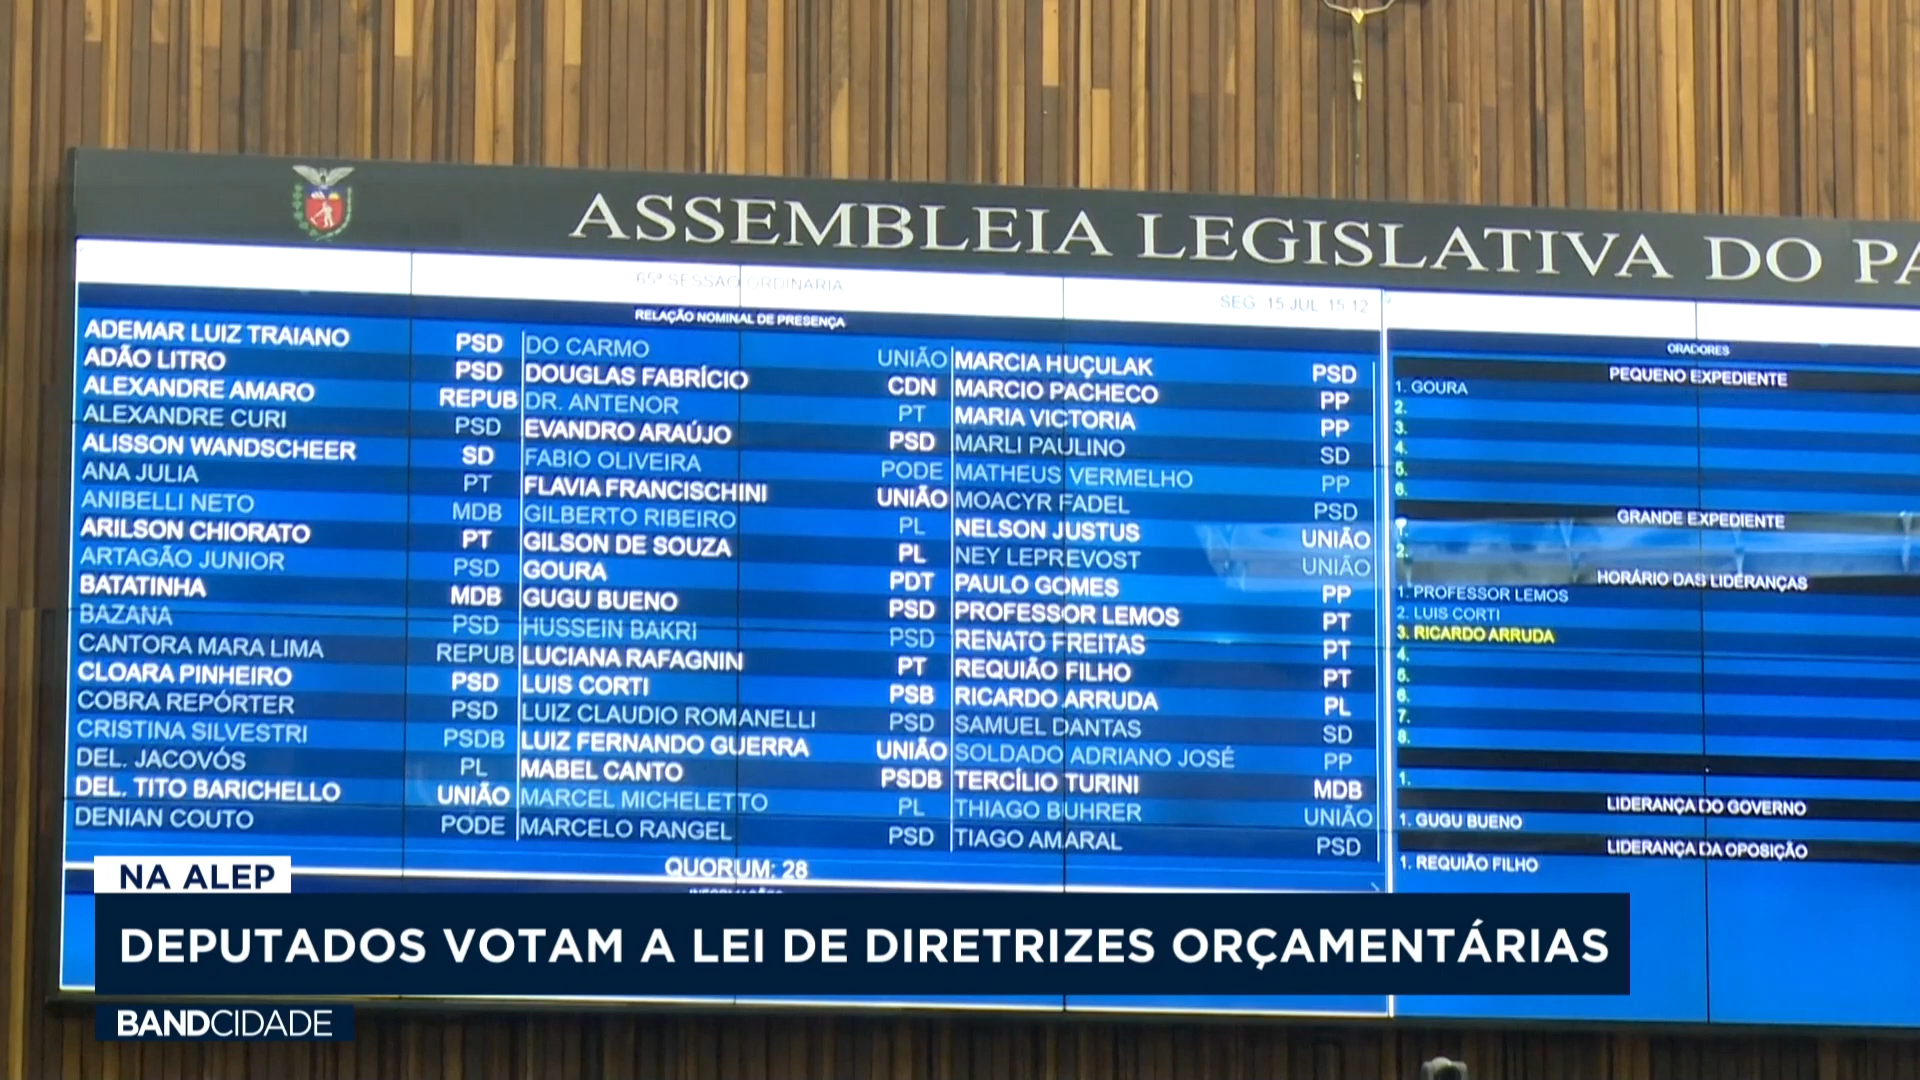 ASSEMBLEIA LEGISLATIVA DO PA
65ª SESSÃO ORDINÁRIA
SEG 15 JUL 15:12
RELAÇÃO NOMINAL DE PRESENÇA
ADEMAR LUIZ TRAIANO PSD
ADÃO LITRO PSD
ALEXANDRE AMARO REPUB
ALEXANDRE CURI PSD
ALISSON WANDSCHEER SD
ANA JULIA PT
ANIBELLI NETO MDB
ARILSON CHIORATO PT
ARTAGÃO JUNIOR PSD
BATATINHA MDB
BAZANA PSD
CANTORA MARA LIMA REPUB
CLOARA PINHEIRO PSD
COBRA REPÓRTER PSD
CRISTINA SILVESTRI PSDB
DEL. JACOVÓS PL
DEL. TITO BARICHELLO UNIÃO
DENIAN COUTO PODE
DO CARMO UNIÃO
DOUGLAS FABRÍCIO CDN
DR. ANTENOR PT
EVANDRO ARAÚJO PSD
FABIO OLIVEIRA PODE
FLAVIA FRANCISCHINI UNIÃO
GILBERTO RIBEIRO PL
GILSON DE SOUZA PL
GOURA PDT
GUGU BUENO PSD
HUSSEIN BAKRI PSD
LUCIANA RAFAGNIN PT
LUIS CORTI PSB
LUIZ CLAUDIO ROMANELLI PSD
LUIZ FERNANDO GUERRA UNIÃO
MABEL CANTO PSDB
MARCEL MICHELETTO PL
MARCELO RANGEL PSD
MARCIA HUÇULAK PSD
MARCIO PACHECO PP
MARIA VICTORIA PP
MARLI PAULINO SD
MATHEUS VERMELHO PP
MOACYR FADEL PSD
NELSON JUSTUS UNIÃO
NEY LEPREVOST UNIÃO
PAULO GOMES PP
PROFESSOR LEMOS PT
RENATO FREITAS PT
REQUIÃO FILHO PT
RICARDO ARRUDA PL
SAMUEL DANTAS SD
SOLDADO ADRIANO JOSÉ PP
TERCÍLIO TURINI MDB
THIAGO BUHRER UNIÃO
TIAGO AMARAL PSD
QUORUM: 28
INFORMAÇÕES
ORADORES
PEQUENO EXPEDIENTE
1. GOURA
2.
3.
4.
5.
6.
GRANDE EXPEDIENTE
1.
2.
HORÁRIO DAS LIDERANÇAS
1. PROFESSOR LEMOS
2. LUIS CORTI
3. RICARDO ARRUDA
4.
5.
6.
7.
8.
1.
LIDERANÇA DO GOVERNO
1. GUGU BUENO
LIDERANÇA DA OPOSIÇÃO
1. REQUIÃO FILHO
NA ALEP
DEPUTADOS VOTAM A LEI DE DIRETRIZES ORÇAMENTÁRIAS
BANDCIDADE